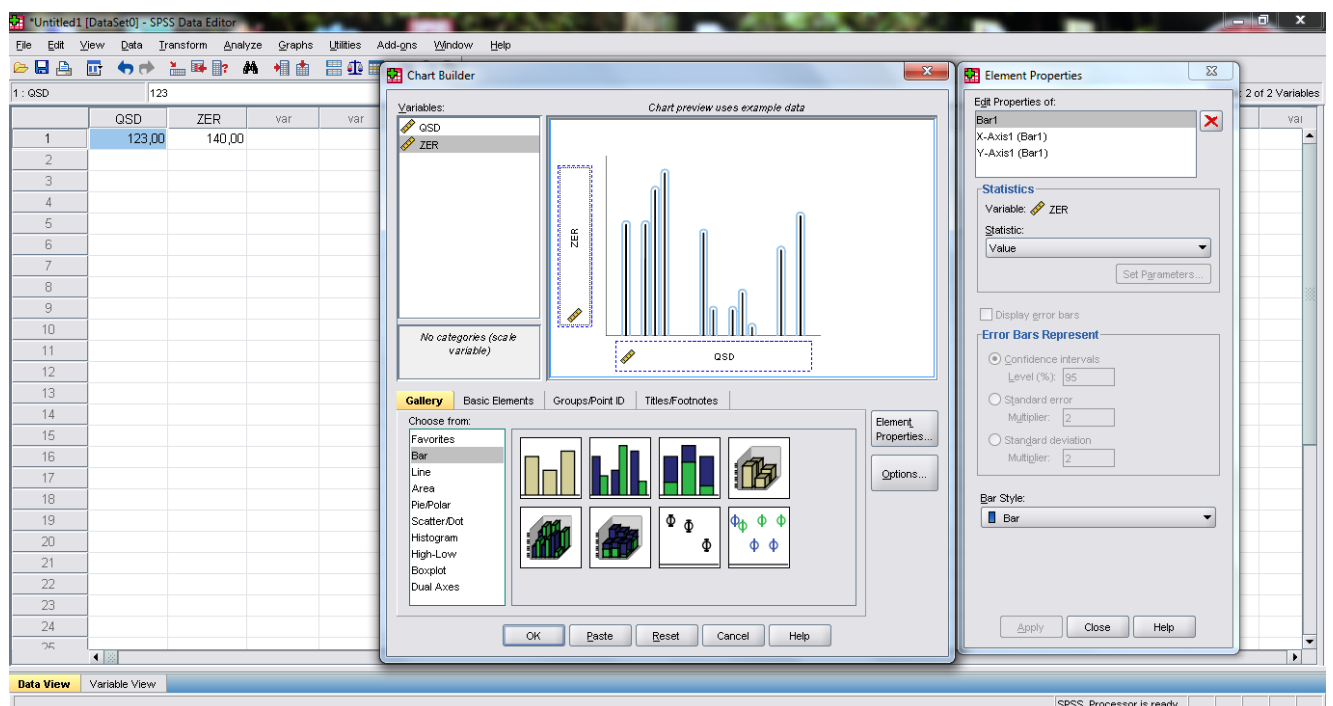 *Untitled1 [DataSet0] - SPSS Data Editor
File Edit View Data Transform Analyze Graphs Utilities Add-ons Window Help
1 : QSD 123
2 of 2 Variables
QSD ZER var var
1 123,00 140,00
2
3
4
5
6
7
8
9
10
11
12
13
14
15
16
17
18
19
20
21
22
23
24
25
Data View Variable View
SPSS Processor is ready
Chart Builder
Variables:
QSD
ZER
No categories (scale
variable)
Chart preview uses example data
ZER
QSD
Gallery Basic Elements Groups/Point ID Titles/Footnotes
Choose from:
Favorites
Bar
Line
Area
Pie/Polar
Scatter/Dot
Histogram
High-Low
Boxplot
Dual Axes
Element
Properties...
Options...
OK Paste Reset Cancel Help
Element Properties
Edit Properties of:
Bar1
X-Axis1 (Bar1)
Y-Axis1 (Bar1)
Statistics
Variable: ZER
Statistic:
Value
Set Parameters...
Display error bars
Error Bars Represent
Confidence intervals
Level (%): 95
Standard error
Multiplier: 2
Standard deviation
Multiplier: 2
Bar Style:
Bar
Apply Close Help